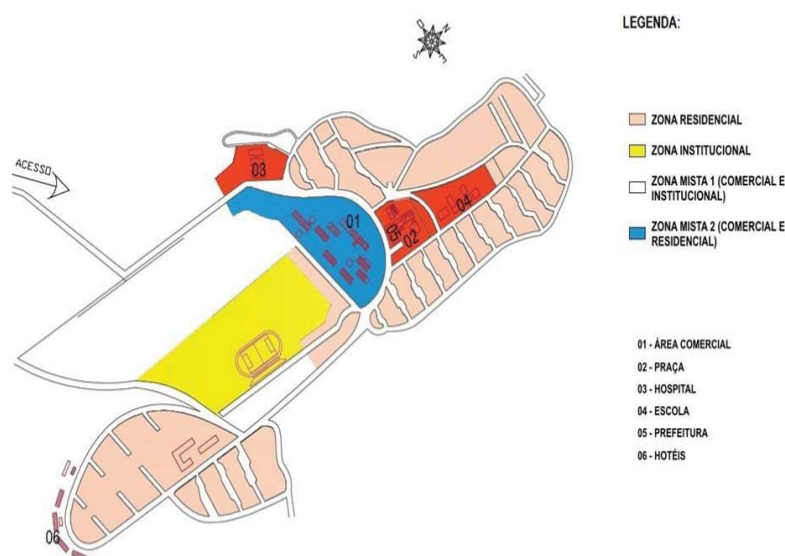 LEGENDA:
N
S
E
ZONA RESIDENCIAL
ZONA INSTITUCIONAL
ZONA MISTA 1 (COMERCIAL E
INSTITUCIONAL)
ZONA MISTA 2 (COMERCIAL E
RESIDENCIAL)
ACESSO
03
01
04
05
02
06
01 - ÁREA COMERCIAL
02 - PRAÇA
03 - HOSPITAL
04 - ESCOLA
05 - PREFEITURA
06 - HOTÉIS